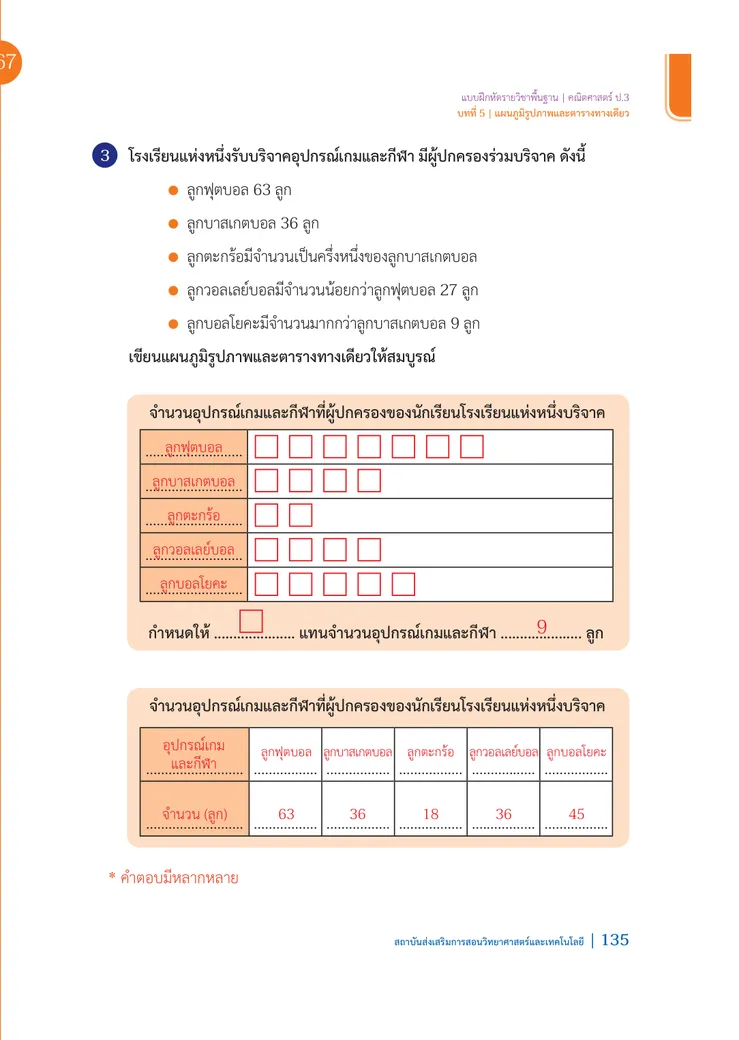 67
แบบฝึกหัดรายวิชาพื้นฐาน | คณิตศาสตร์ ป.3
บทที่ 5 | แผนภูมิรูปภาพและตารางทางเดียว
3 โรงเรียนแห่งหนึ่งรับบริจาคอุปกรณ์เกมและกีฬา มีผู้ปกครองร่วมบริจาค ดังนี้
● ลูกฟุตบอล 63 ลูก
● ลูกบาสเกตบอล 36 ลูก
● ลูกตะกร้อมีจำนวนเป็นครึ่งหนึ่งของลูกบาสเกตบอล
● ลูกวอลเลย์บอลมีจำนวนน้อยกว่าลูกฟุตบอล 27 ลูก
● ลูกบอลโยคะมีจำนวนมากกว่าลูกบาสเกตบอล 9 ลูก
เขียนแผนภูมิรูปภาพและตารางทางเดียวให้สมบูรณ์
จำนวนอุปกรณ์เกมและกีฬาที่ผู้ปกครองของนักเรียนโรงเรียนแห่งหนึ่งบริจาค
ลูกฟุตบอล
ลูกบาสเกตบอล
ลูกตะกร้อ
ลูกวอลเลย์บอล
ลูกบอลโยคะ
กำหนดให้ ..................... แทนจำนวนอุปกรณ์เกมและกีฬา ..........9.......... ลูก
จำนวนอุปกรณ์เกมและกีฬาที่ผู้ปกครองของนักเรียนโรงเรียนแห่งหนึ่งบริจาค
อุปกรณ์เกม
และกีฬา ลูกฟุตบอล ลูกบาสเกตบอล ลูกตะกร้อ ลูกวอลเลย์บอล ลูกบอลโยคะ
จำนวน (ลูก) 63 36 18 36 45
* คำตอบมีหลากหลาย
สถาบันส่งเสริมการสอนวิทยาศาสตร์และเทคโนโลยี | 135